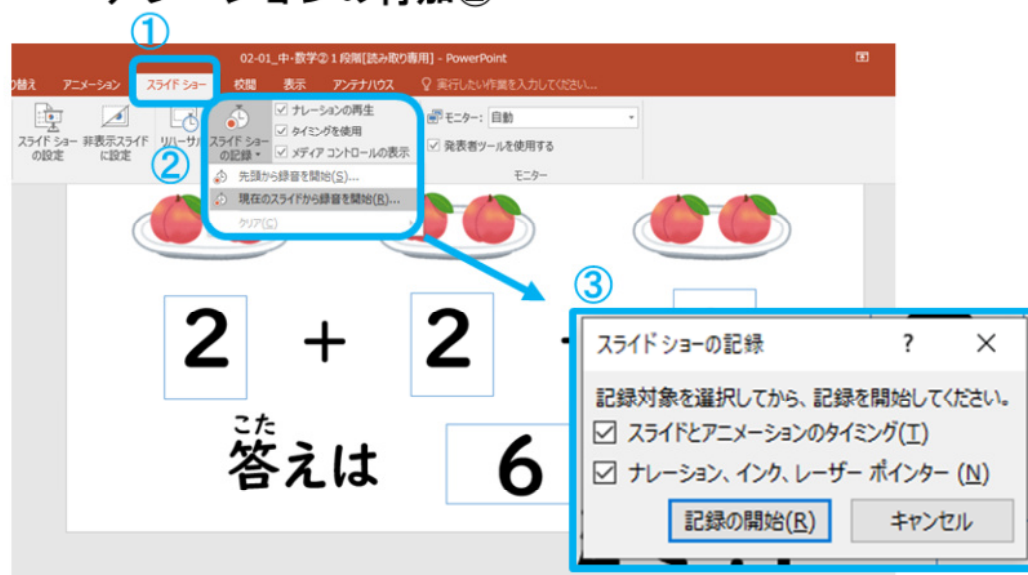 ①
02-01_中・数学②１段階[読み取り専用] - PowerPoint
アニメーション スライド ショー 校閲 表示 アンテナハウス 実行したい作業を入力してください...
スライド ショーの設定
非表示スライドに設定
リハーサル
②
スライド ショーの記録
ナレーションの再生
タイミングを使用
メディア コントロールの表示
モニター: 自動
発表者ツールを使用する
モニター
先頭から録音を開始(S)...
現在のスライドから録音を開始(R)...
クリア(C)
2 + 2
こた
答えは 6
③
スライド ショーの記録 ? ×
記録対象を選択してから、記録を開始してください。
スライドとアニメーションのタイミング(T)
ナレーション、インク、レーザー ポインター (N)
記録の開始(R) キャンセル